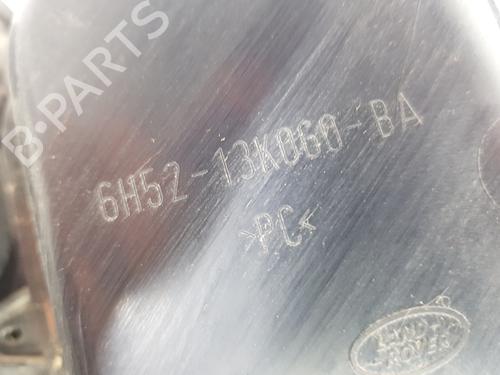 B-PARTS
6H52-13K060-BA
>PC<
LAND-
ROVER